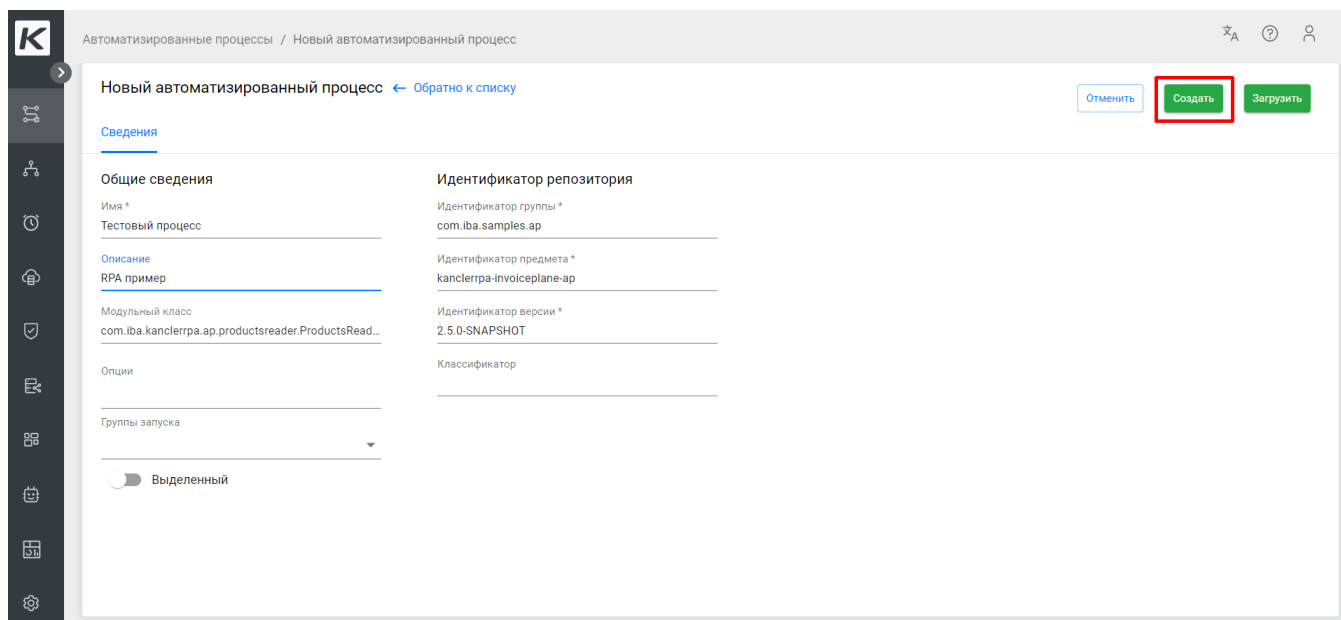 K
Автоматизированные процессы / Новый автоматизированный процесс
Новый автоматизированный процесс ← Обратно к списку
Отменить
Создать
Загрузить
Сведения
Общие сведения
Имя *
Тестовый процесс
Описание
RPA пример
Модульный класс
com.iba.kanclerrpa.ap.productsreader.ProductsRead...
Опции
Группы запуска
Выделенный
Идентификатор репозитория
Идентификатор группы *
com.iba.samples.ap
Идентификатор предмета *
kanclerrpa-invoiceplane-ap
Идентификатор версии *
2.5.0-SNAPSHOT
Классификатор